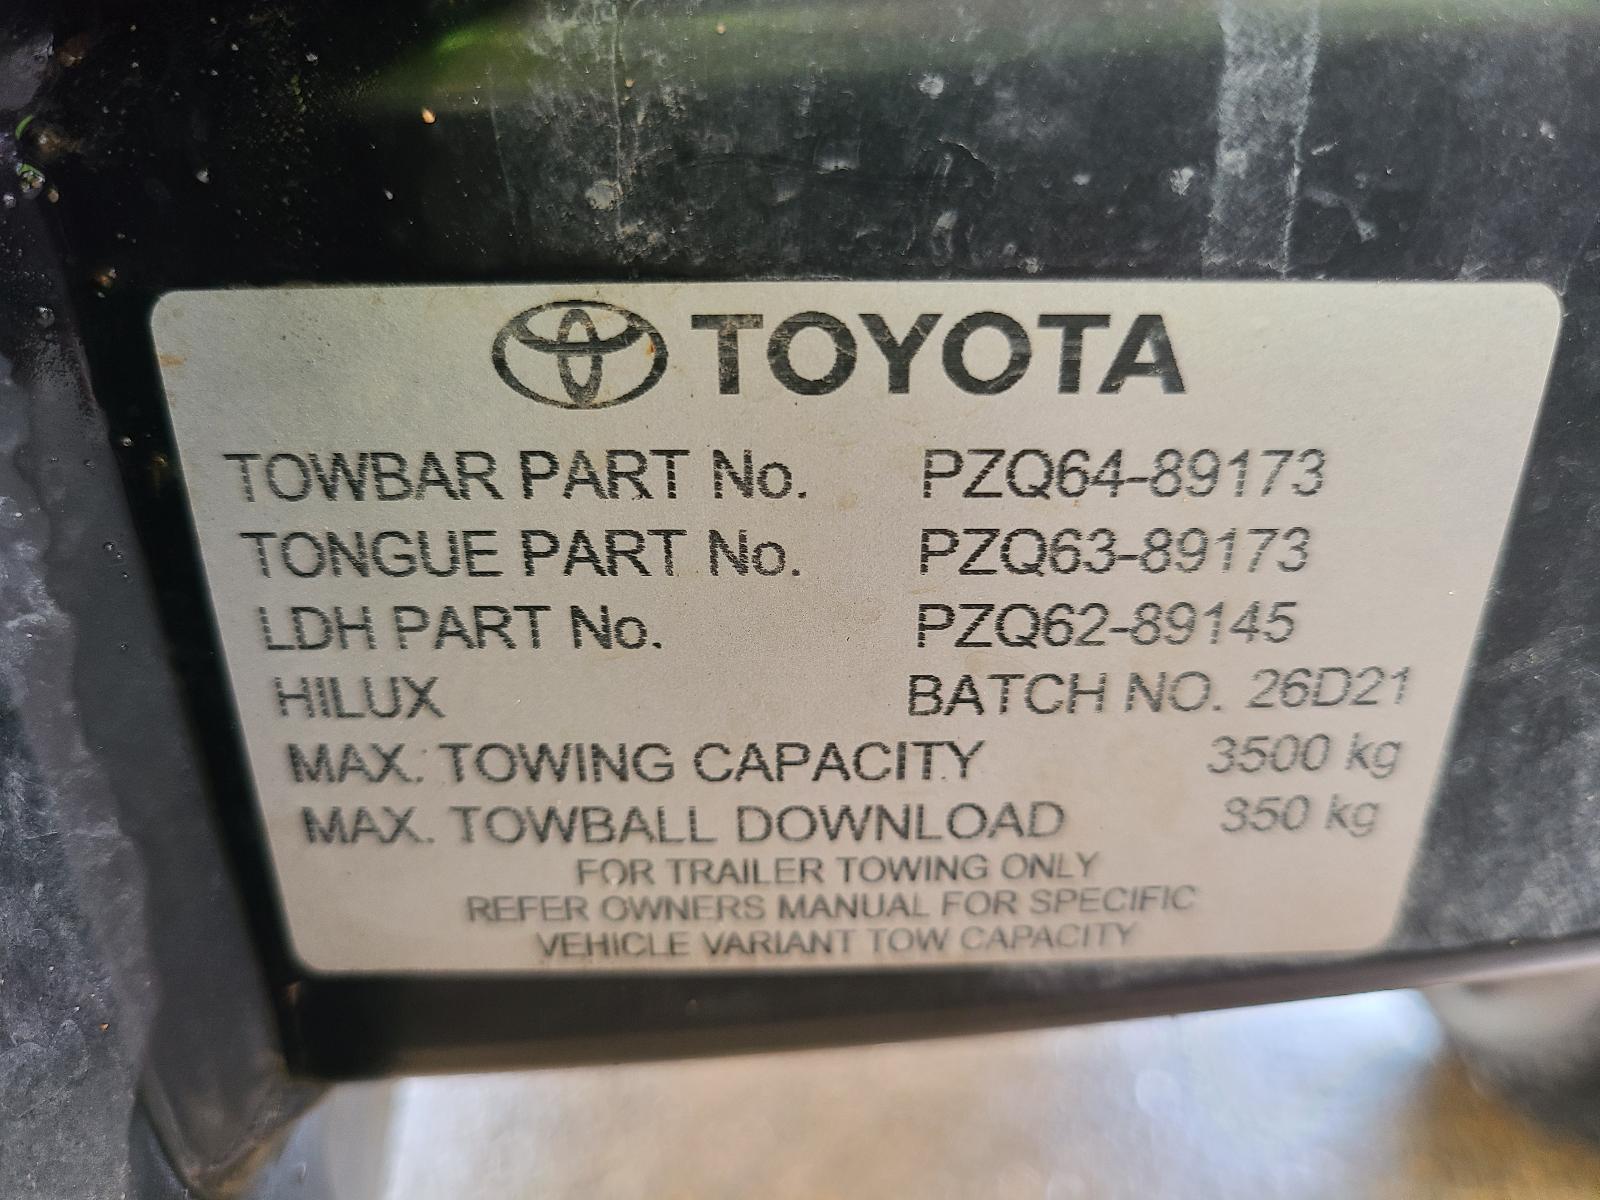 TOYOTA
TOWBAR PART No. PZQ64-89173
TONGUE PART No. PZQ63-89173
LDH PART No. PZQ62-89145
HILUX BATCH NO. 26D21
MAX. TOWING CAPACITY 3500 kg
MAX. TOWBALL DOWNLOAD 350 kg
FOR TRAILER TOWING ONLY
REFER OWNERS MANUAL FOR SPECIFIC
VEHICLE VARIANT TOW CAPACITY